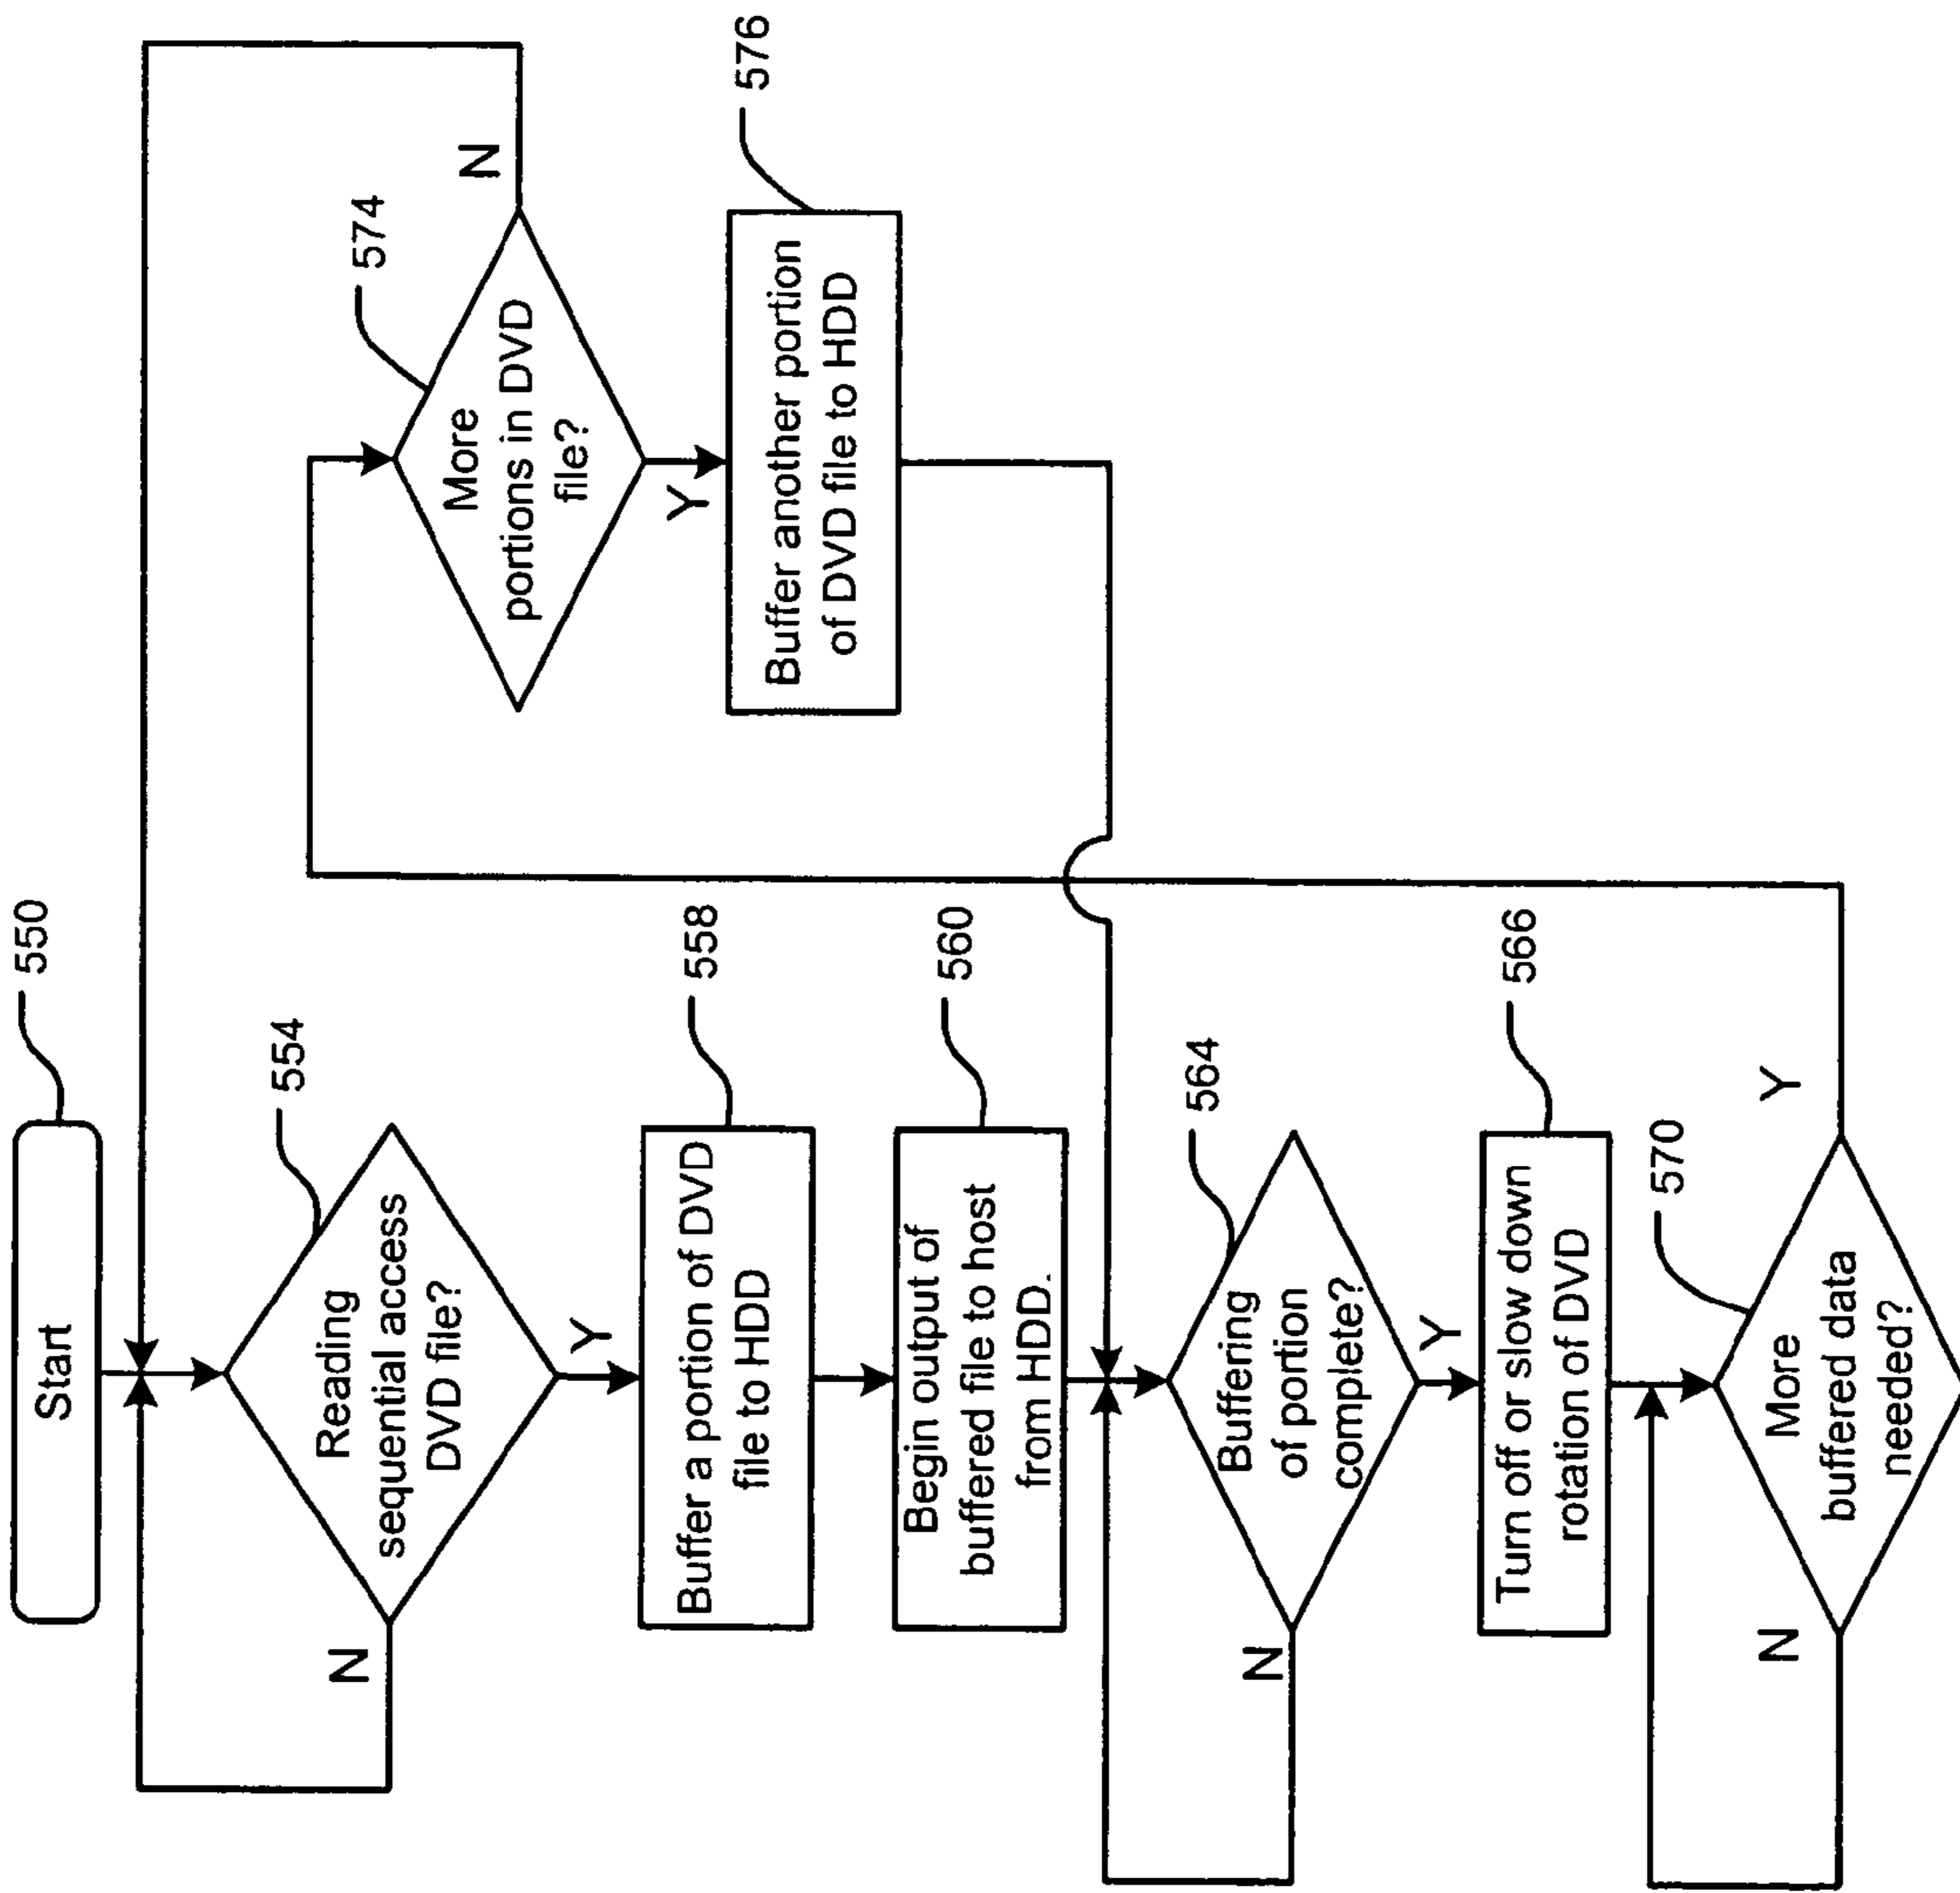 Start
550
Reading
sequential access
DVD file?
554
N
Y
Buffer a portion of DVD
file to HDD
558
Begin output of
buffered file to host
from HDD.
560
Buffering
of portion
complete?
564
N
Y
Turn off or slow down
rotation of DVD
566
More
buffered data
needed?
570
N
Y
More
portions in DVD
file?
574
N
Y
Buffer another portion
of DVD file to HDD
576